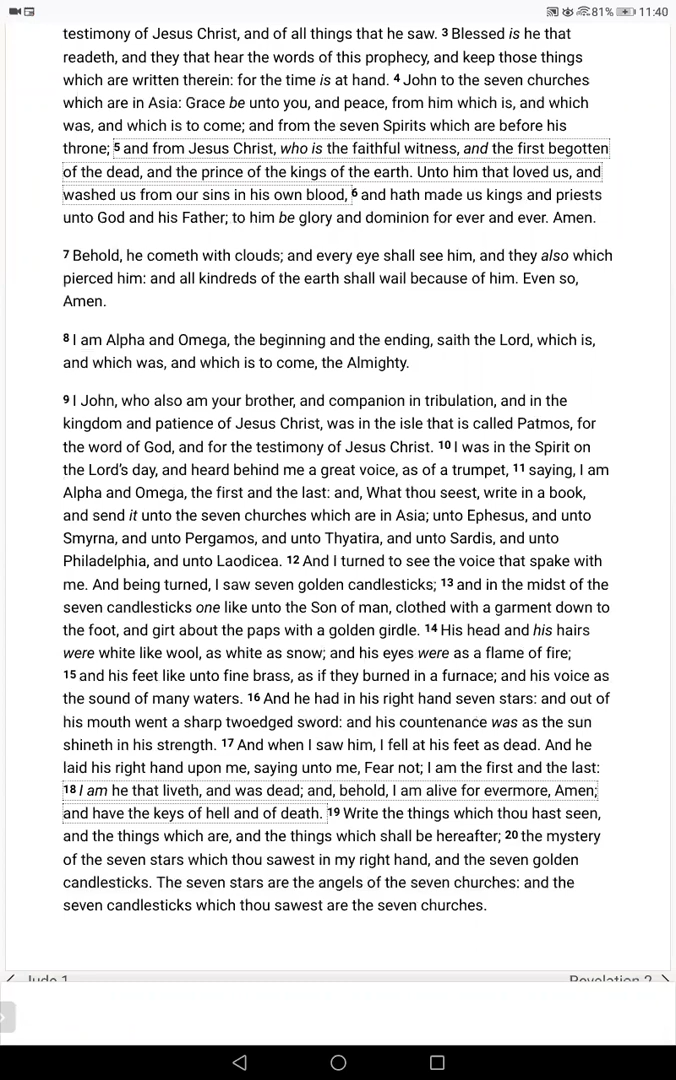 81% 11:40
testimony of Jesus Christ, and of all things that he saw. 3 Blessed is he that
readeth, and they that hear the words of this prophecy, and keep those things
which are written therein: for the time is at hand. 4 John to the seven churches
which are in Asia: Grace be unto you, and peace, from him which is, and which
was, and which is to come; and from the seven Spirits which are before his
throne; 5 and from Jesus Christ, who is the faithful witness, and the first begotten
of the dead, and the prince of the kings of the earth. Unto him that loved us, and
washed us from our sins in his own blood, 6 and hath made us kings and priests
unto God and his Father; to him be glory and dominion for ever and ever. Amen.
7 Behold, he cometh with clouds; and every eye shall see him, and they also which
pierced him: and all kindreds of the earth shall wail because of him. Even so,
Amen.
8 I am Alpha and Omega, the beginning and the ending, saith the Lord, which is,
and which was, and which is to come, the Almighty.
9 I John, who also am your brother, and companion in tribulation, and in the
kingdom and patience of Jesus Christ, was in the isle that is called Patmos, for
the word of God, and for the testimony of Jesus Christ. 10 I was in the Spirit on
the Lord's day, and heard behind me a great voice, as of a trumpet, 11 saying, I am
Alpha and Omega, the first and the last: and, What thou seest, write in a book,
and send it unto the seven churches which are in Asia; unto Ephesus, and unto
Smyrna, and unto Pergamos, and unto Thyatira, and unto Sardis, and unto
Philadelphia, and unto Laodicea. 12 And I turned to see the voice that spake with
me. And being turned, I saw seven golden candlesticks; 13 and in the midst of the
seven candlesticks one like unto the Son of man, clothed with a garment down to
the foot, and girt about the paps with a golden girdle. 14 His head and his hairs
were white like wool, as white as snow; and his eyes were as a flame of fire;
15 and his feet like unto fine brass, as if they burned in a furnace; and his voice as
the sound of many waters. 16 And he had in his right hand seven stars: and out of
his mouth went a sharp twoedged sword: and his countenance was as the sun
shineth in his strength. 17 And when I saw him, I fell at his feet as dead. And he
laid his right hand upon me, saying unto me, Fear not; I am the first and the last:
18 I am he that liveth, and was dead; and, behold, I am alive for evermore, Amen;
and have the keys of hell and of death. 19 Write the things which thou hast seen,
and the things which are, and the things which shall be hereafter; 20 the mystery
of the seven stars which thou sawest in my right hand, and the seven golden
candlesticks. The seven stars are the angels of the seven churches: and the
seven candlesticks which thou sawest are the seven churches.
Jude 1 Revelation 2